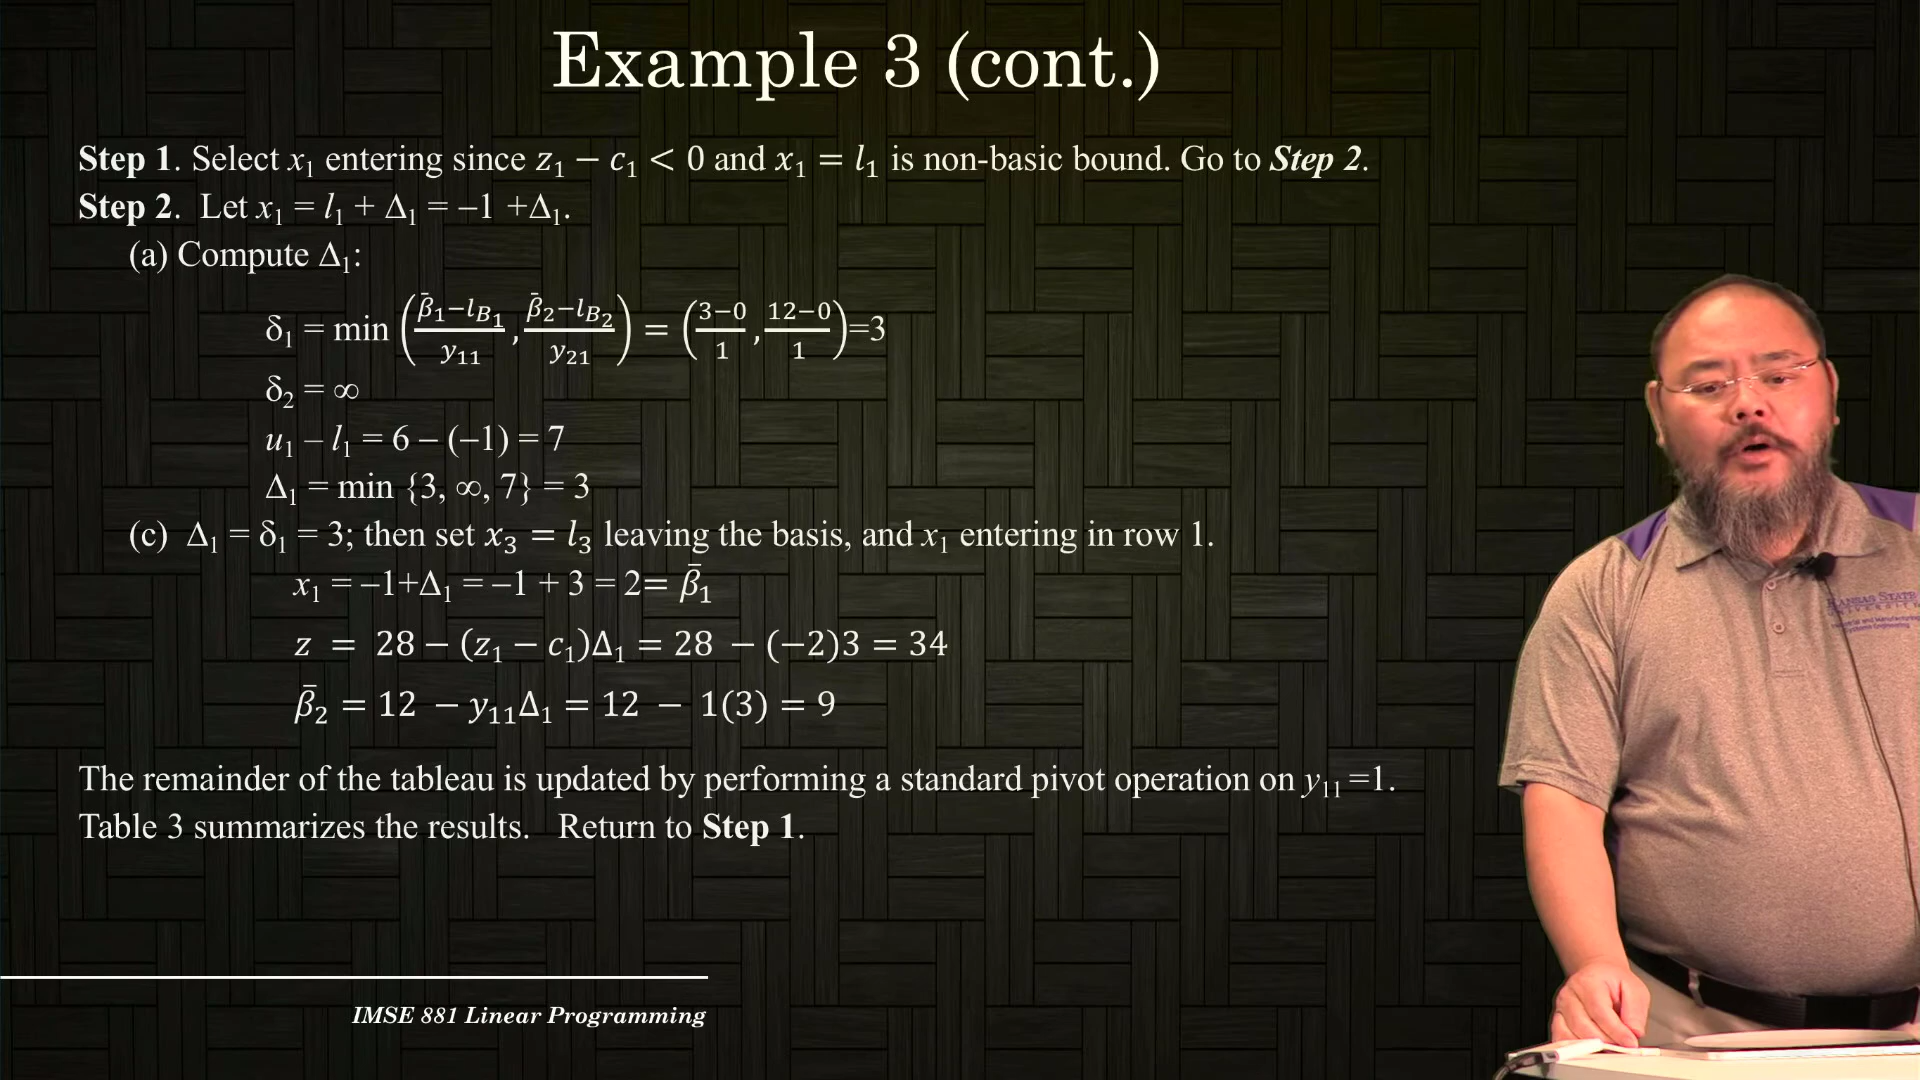 Example 3 (cont.)
Step 1. Select x₁ entering since z₁ − c₁ < 0 and x₁ = l₁ is non-basic bound. Go to Step 2.
Step 2. Let x₁ = l₁ + Δ₁ = –1 +Δ₁.
(a) Compute Δ₁:
δ₁ = min ((β̄₁−l_B₁)/y₁₁, (β̄₂−l_B₂)/y₂₁) = ((3−0)/1, (12−0)/1)=3
δ₂ = ∞
u₁ – l₁ = 6 – (–1) = 7
Δ₁ = min {3, ∞, 7} = 3
(c) Δ₁ = δ₁ = 3; then set x₃ = l₃ leaving the basis, and x₁ entering in row 1.
x₁ = –1+Δ₁ = –1 + 3 = 2= β̄₁
z = 28 − (z₁ − c₁)Δ₁ = 28 − (−2)3 = 34
β̄₂ = 12 − y₁₁Δ₁ = 12 − 1(3) = 9
The remainder of the tableau is updated by performing a standard pivot operation on y₁₁ =1.
Table 3 summarizes the results. Return to Step 1.
KANSAS STATE
UNIVERSITY
IMSE 881 Linear Programming